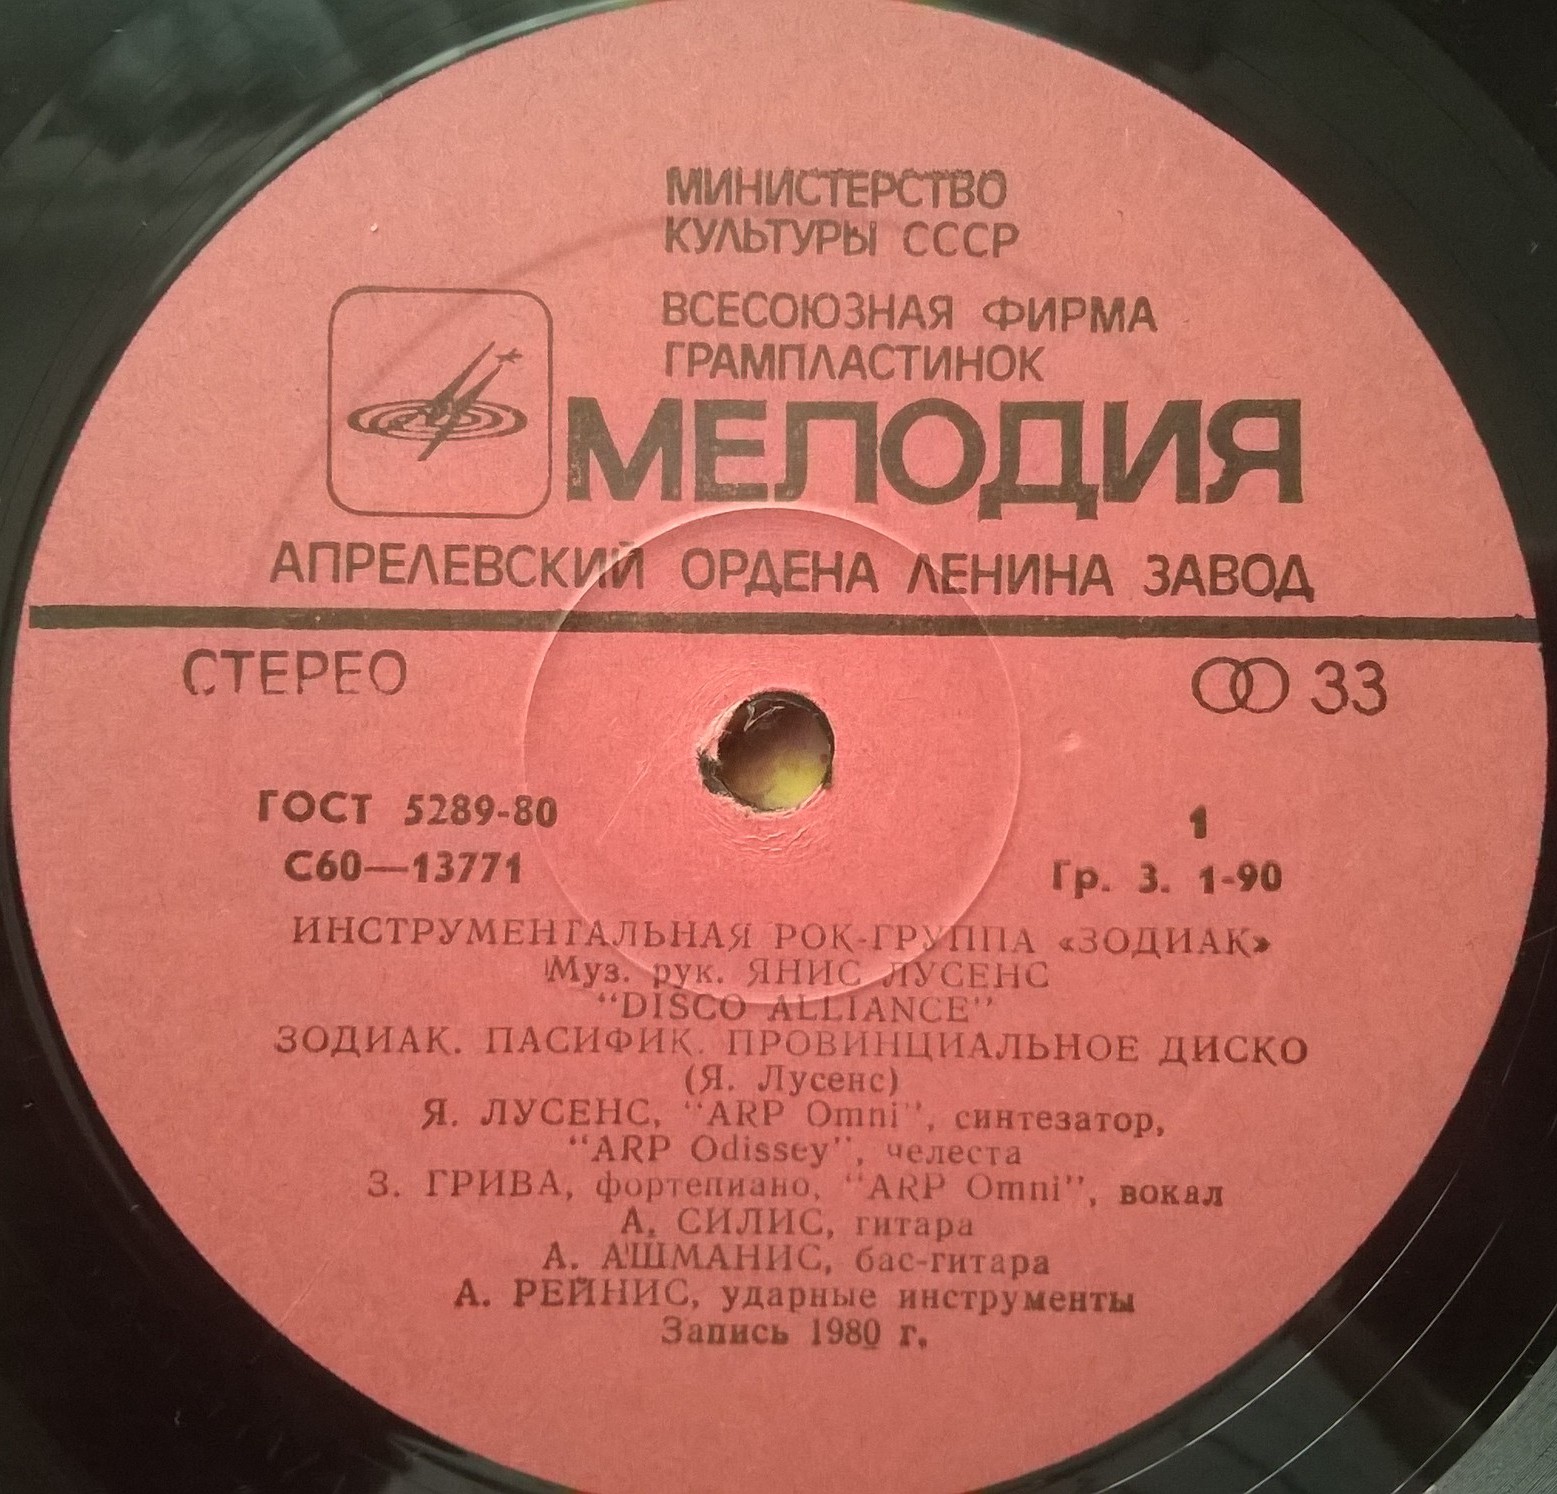 МИНИСТЕРСТВО
КУЛЬТУРЫ СССР
ВСЕСОЮЗНАЯ ФИРМА
ГРАМПЛАСТИНОК
МЕЛОДИЯ
АПРЕЛЕВСКИЙ ОРДЕНА ЛЕНИНА ЗАВОД
СТЕРЕО 33
ГОСТ 5289-80 1
С60—13771 Гр. 3. 1-90
ИНСТРУМЕНТАЛЬНАЯ РОК-ГРУППА «ЗОДИАК»
Муз. рук. ЯНИС ЛУСЕНС
"DISCO ALLIANCE"
ЗОДИАК. ПАСИФИК. ПРОВИНЦИАЛЬНОЕ ДИСКО
(Я. Лусенс)
Я. ЛУСЕНС, "ARP Omni", синтезатор,
"ARP Odissey", челеста
З. ГРИВА, фортепиано, "ARP Omni", вокал
А. СИЛИС, гитара
А. АШМАНИС, бас-гитара
А. РЕЙНИС, ударные инструменты
Запись 1980 г.